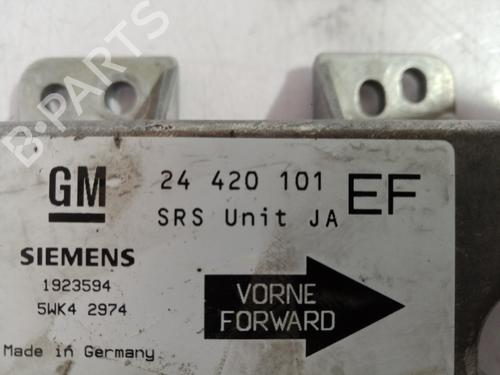 B-PARTS
GM
24 420 101
EF
SRS Unit JA
SIEMENS
1923594
5WK4 2974
VORNE
FORWARD
Made in Germany